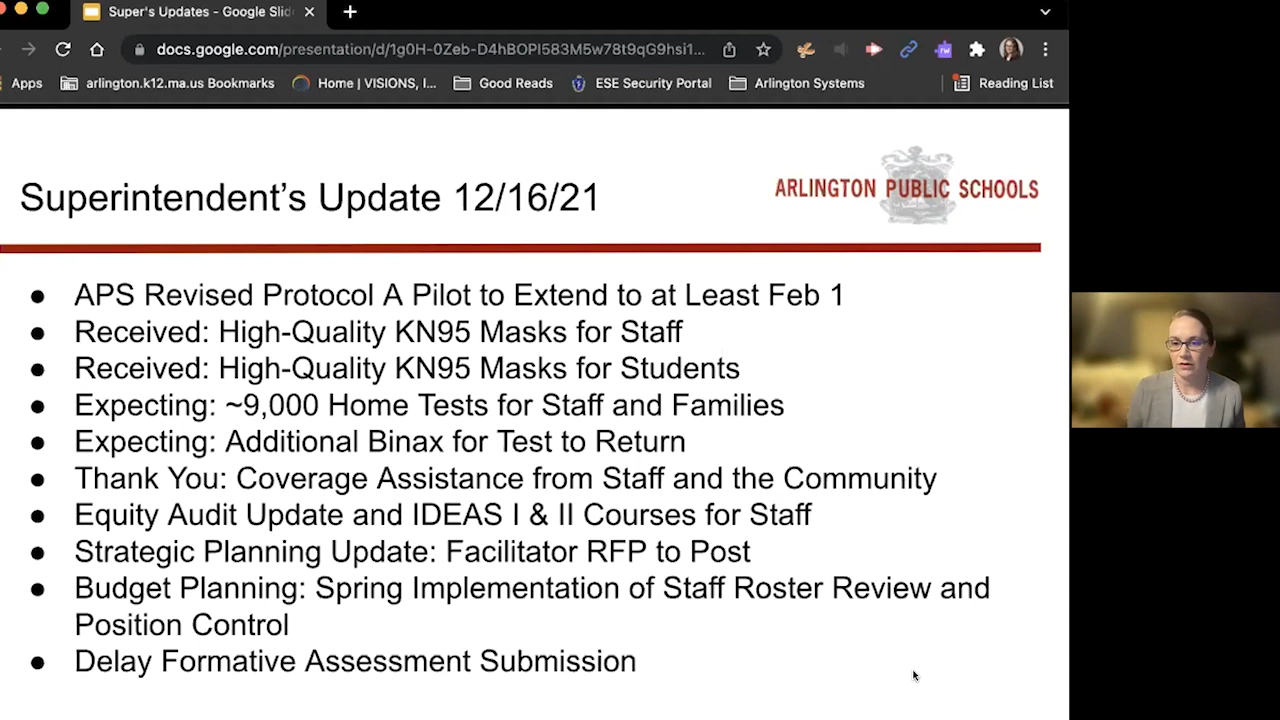 Super's Updates - Google Slid
docs.google.com/presentation/d/1g0H-0Zeb-D4hBOPl583M5w78t9qG9hsi1...
Apps
arlington.k12.ma.us Bookmarks
Home | VISIONS, I...
Good Reads
ESE Security Portal
Arlington Systems
Reading List
Superintendent's Update 12/16/21
ARLINGTON PUBLIC SCHOOLS
● APS Revised Protocol A Pilot to Extend to at Least Feb 1
● Received: High-Quality KN95 Masks for Staff
● Received: High-Quality KN95 Masks for Students
● Expecting: ~9,000 Home Tests for Staff and Families
● Expecting: Additional Binax for Test to Return
● Thank You: Coverage Assistance from Staff and the Community
● Equity Audit Update and IDEAS I & II Courses for Staff
● Strategic Planning Update: Facilitator RFP to Post
● Budget Planning: Spring Implementation of Staff Roster Review and
Position Control
● Delay Formative Assessment Submission